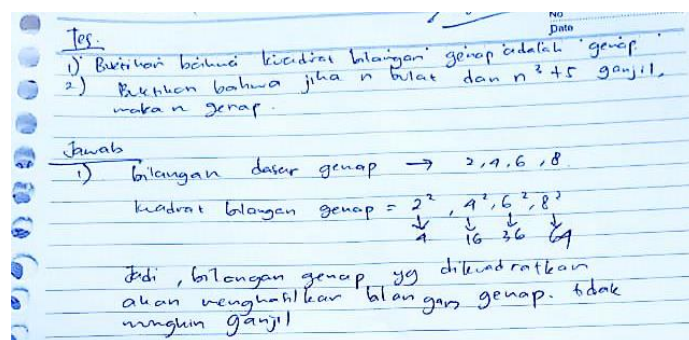 No
Date
Tes.
1) Buktikan bahwa kuadrat bilangan genap adalah genap.
2) Buktikan bahwa jika n bulat dan n³ + 5 ganjil,
maka n genap.
Jawab
1) bilangan dasar genap → 2, 4, 6, 8
kuadrat bilangan genap = 2², 4², 6², 8²
↓ ↓ ↓ ↓
4 16 36 64
Jadi, bilangan genap yg dikuadratkan
akan menghasilkan bilangan genap. tidak
mungkin ganjil